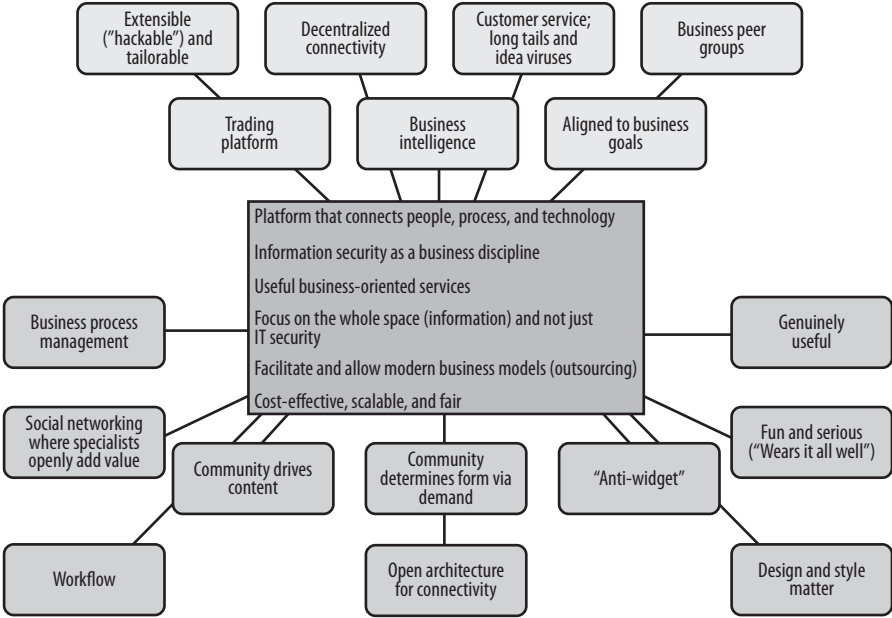 Extensible
("hackable") and
tailorable
Decentralized
connectivity
Customer service;
long tails and
idea viruses
Business peer
groups
Trading
platform
Business
intelligence
Aligned to business
goals
Platform that connects people, process, and technology
Information security as a business discipline
Useful business-oriented services
Focus on the whole space (information) and not just
IT security
Facilitate and allow modern business models (outsourcing)
Cost-effective, scalable, and fair
Business process
management
Genuinely
useful
Social networking
where specialists
openly add value
Fun and serious
("Wears it all well")
Community drives
content
Community
determines form via
demand
"Anti-widget"
Workflow
Open architecture
for connectivity
Design and style
matter